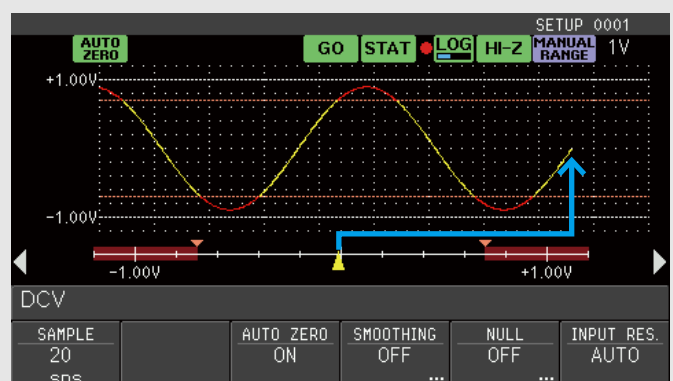 SETUP 0001
AUTO ZERO GO STAT LOG HI-Z MANUAL RANGE 1V
+1.00V
-1.00V
-1.00V +1.00V
DCV
SAMPLE AUTO ZERO SMOOTHING NULL INPUT RES.
20 ON OFF OFF AUTO
SPS ... ...